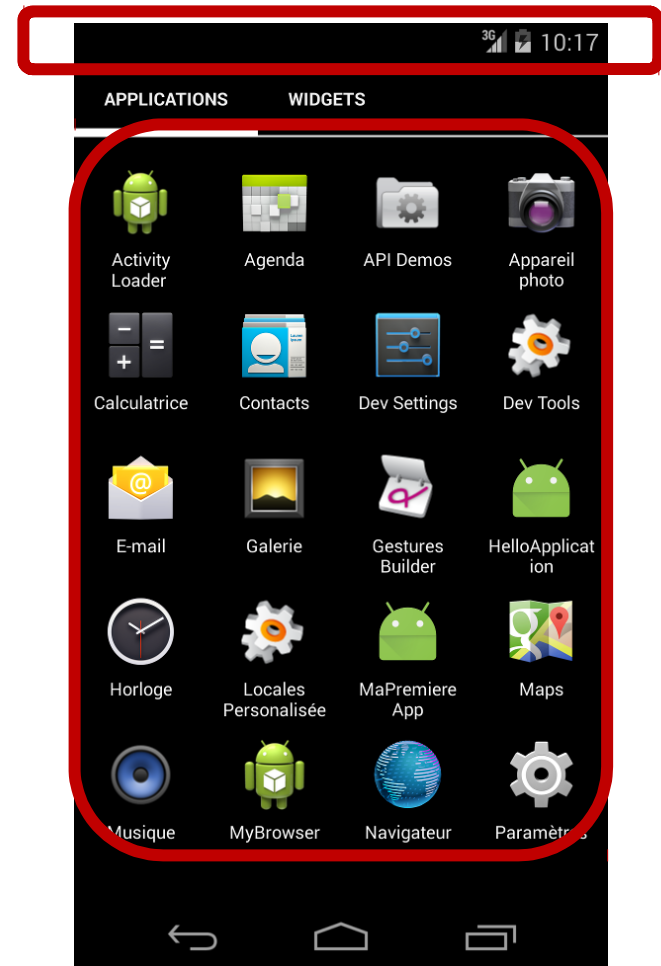 3G 10:17
APPLICATIONS WIDGETS
Activity Agenda API Demos Appareil
Loader photo
Calculatrice Contacts Dev Settings Dev Tools
E-mail Galerie Gestures HelloApplicat
Builder ion
Horloge Locales MaPremiere Maps
Personalisée App
Musique MyBrowser Navigateur Paramètres